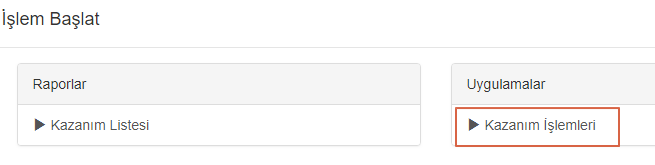 İşlem Başlat
Raporlar
▶ Kazanım Listesi
Uygulamalar
▶ Kazanım İşlemleri